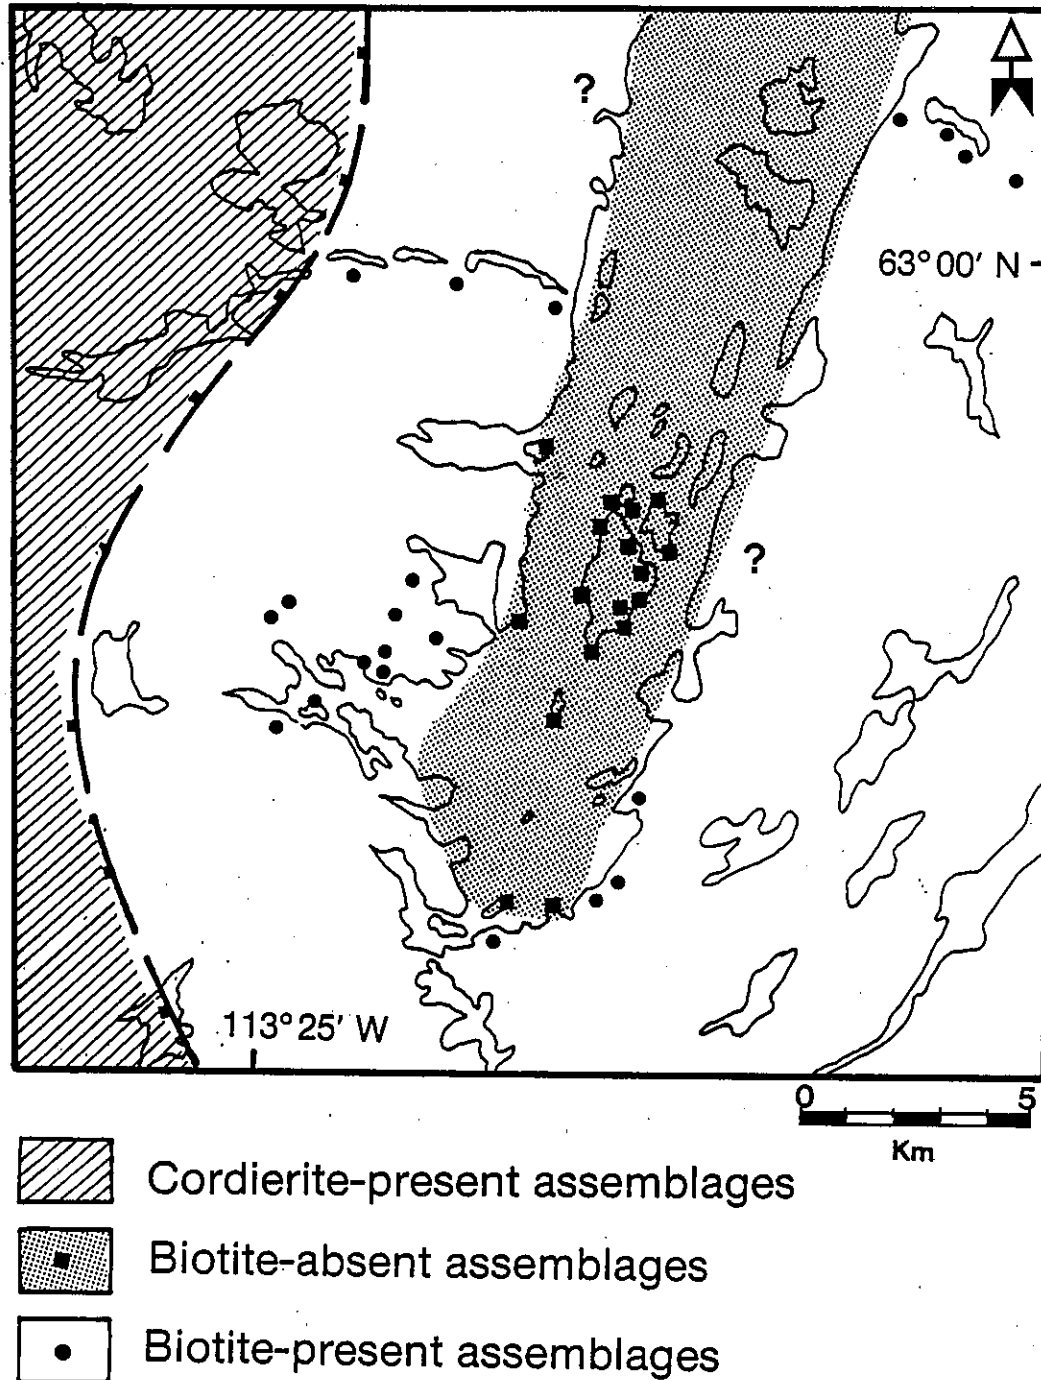 ?
63°00' N
?
113°25' W
0 5
Km
Cordierite-present assemblages
Biotite-absent assemblages
Biotite-present assemblages